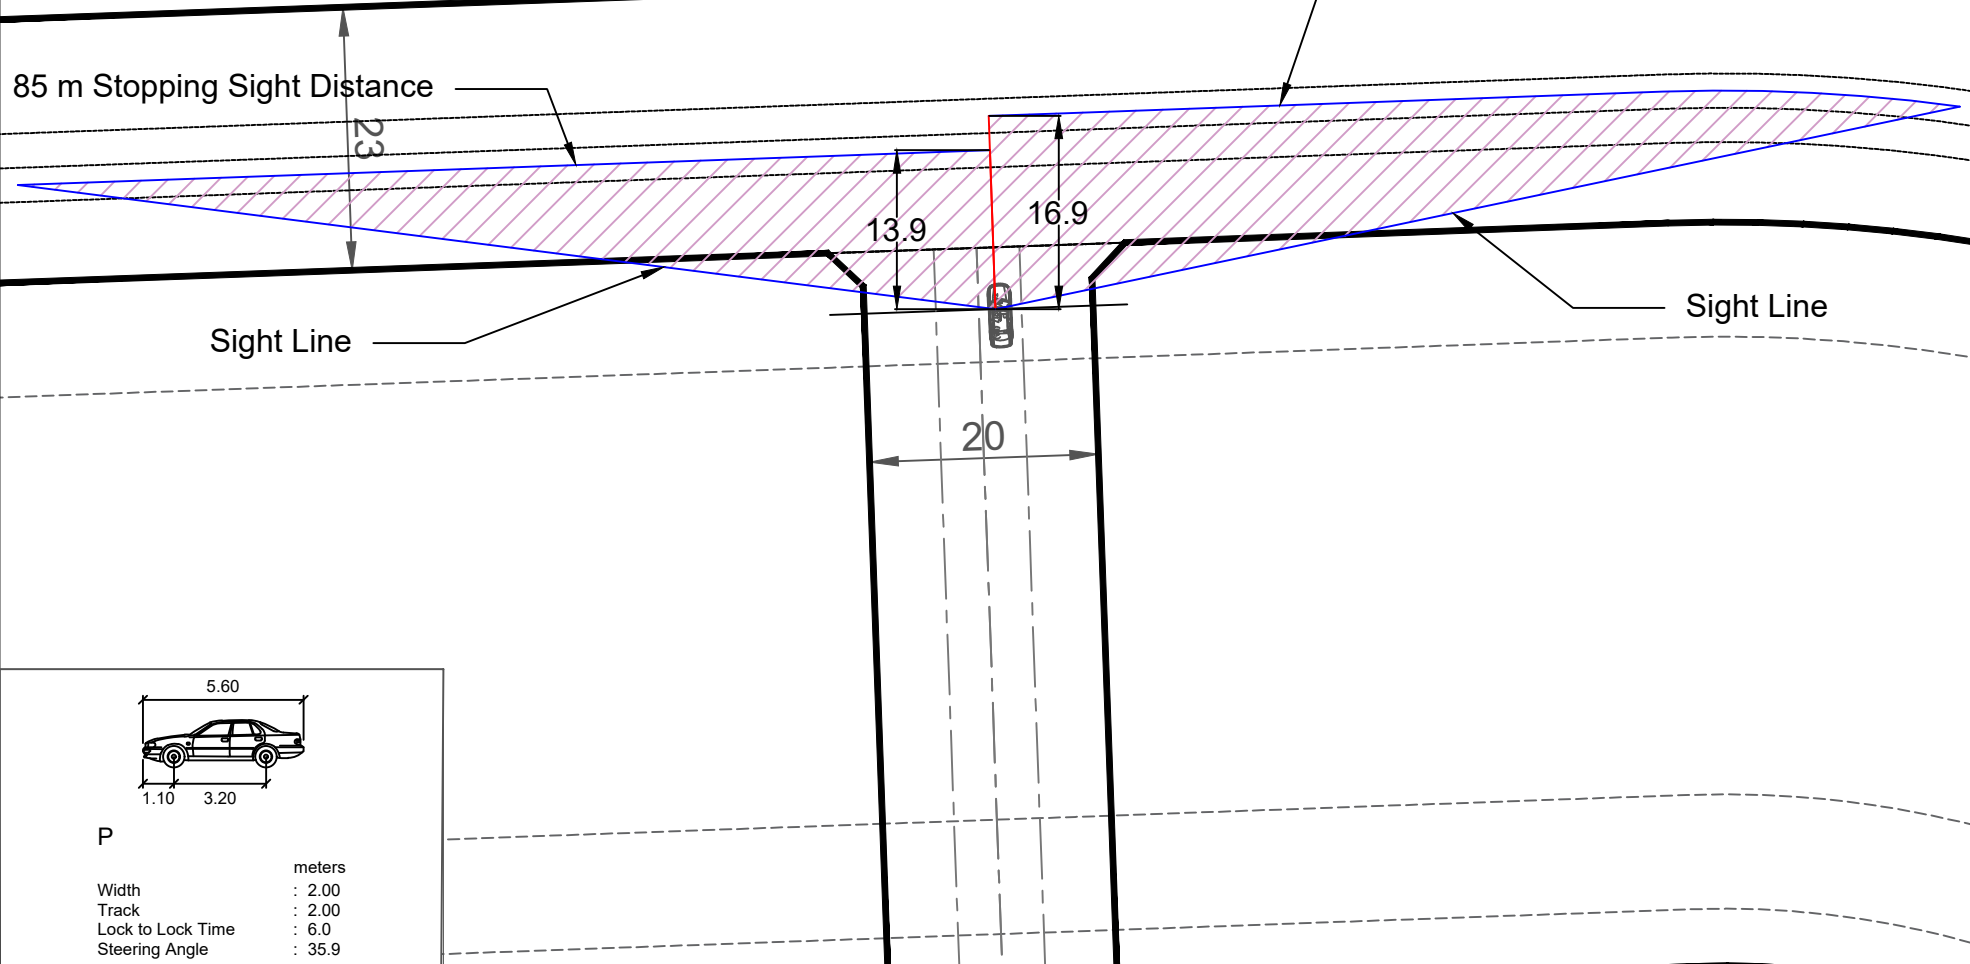 85 m Stopping Sight Distance
23
13.9
16.9
Sight Line
Sight Line
20
5.60
1.10 3.20
P
meters
Width : 2.00
Track : 2.00
Lock to Lock Time : 6.0
Steering Angle : 35.9